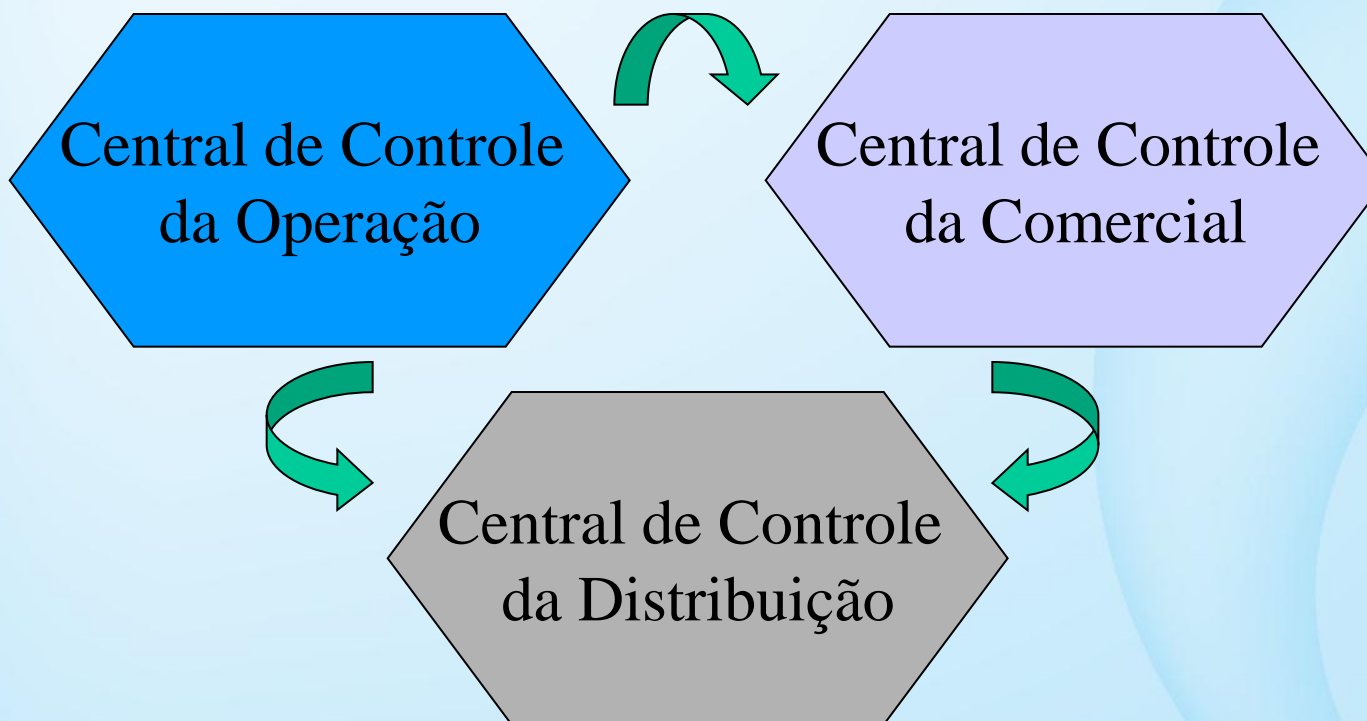 Central de Controle
da Operação
Central de Controle
da Comercial
Central de Controle
da Distribuição